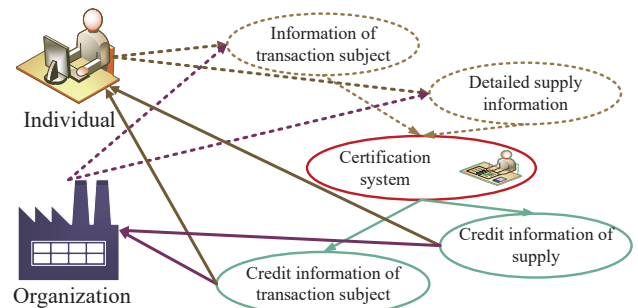 Information of
transaction subject
Detailed supply
information
Individual
Certification
system
Credit information of
supply
Credit information of
transaction subject
Organization